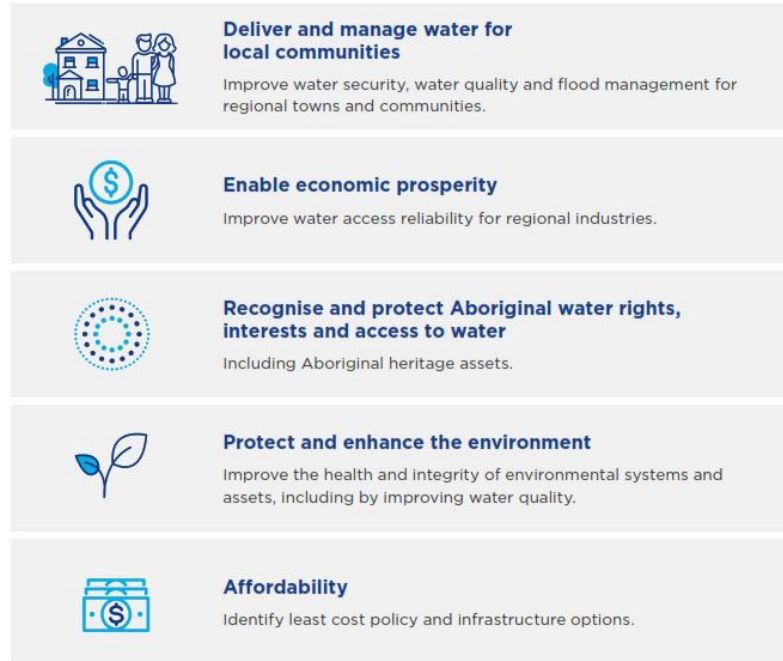 Deliver and manage water for
local communities
Improve water security, water quality and flood management for
regional towns and communities.
$
Enable economic prosperity
Improve water access reliability for regional industries.
Recognise and protect Aboriginal water rights,
interests and access to water
Including Aboriginal heritage assets.
Protect and enhance the environment
Improve the health and integrity of environmental systems and
assets, including by improving water quality.
$
Affordability
Identify least cost policy and infrastructure options.